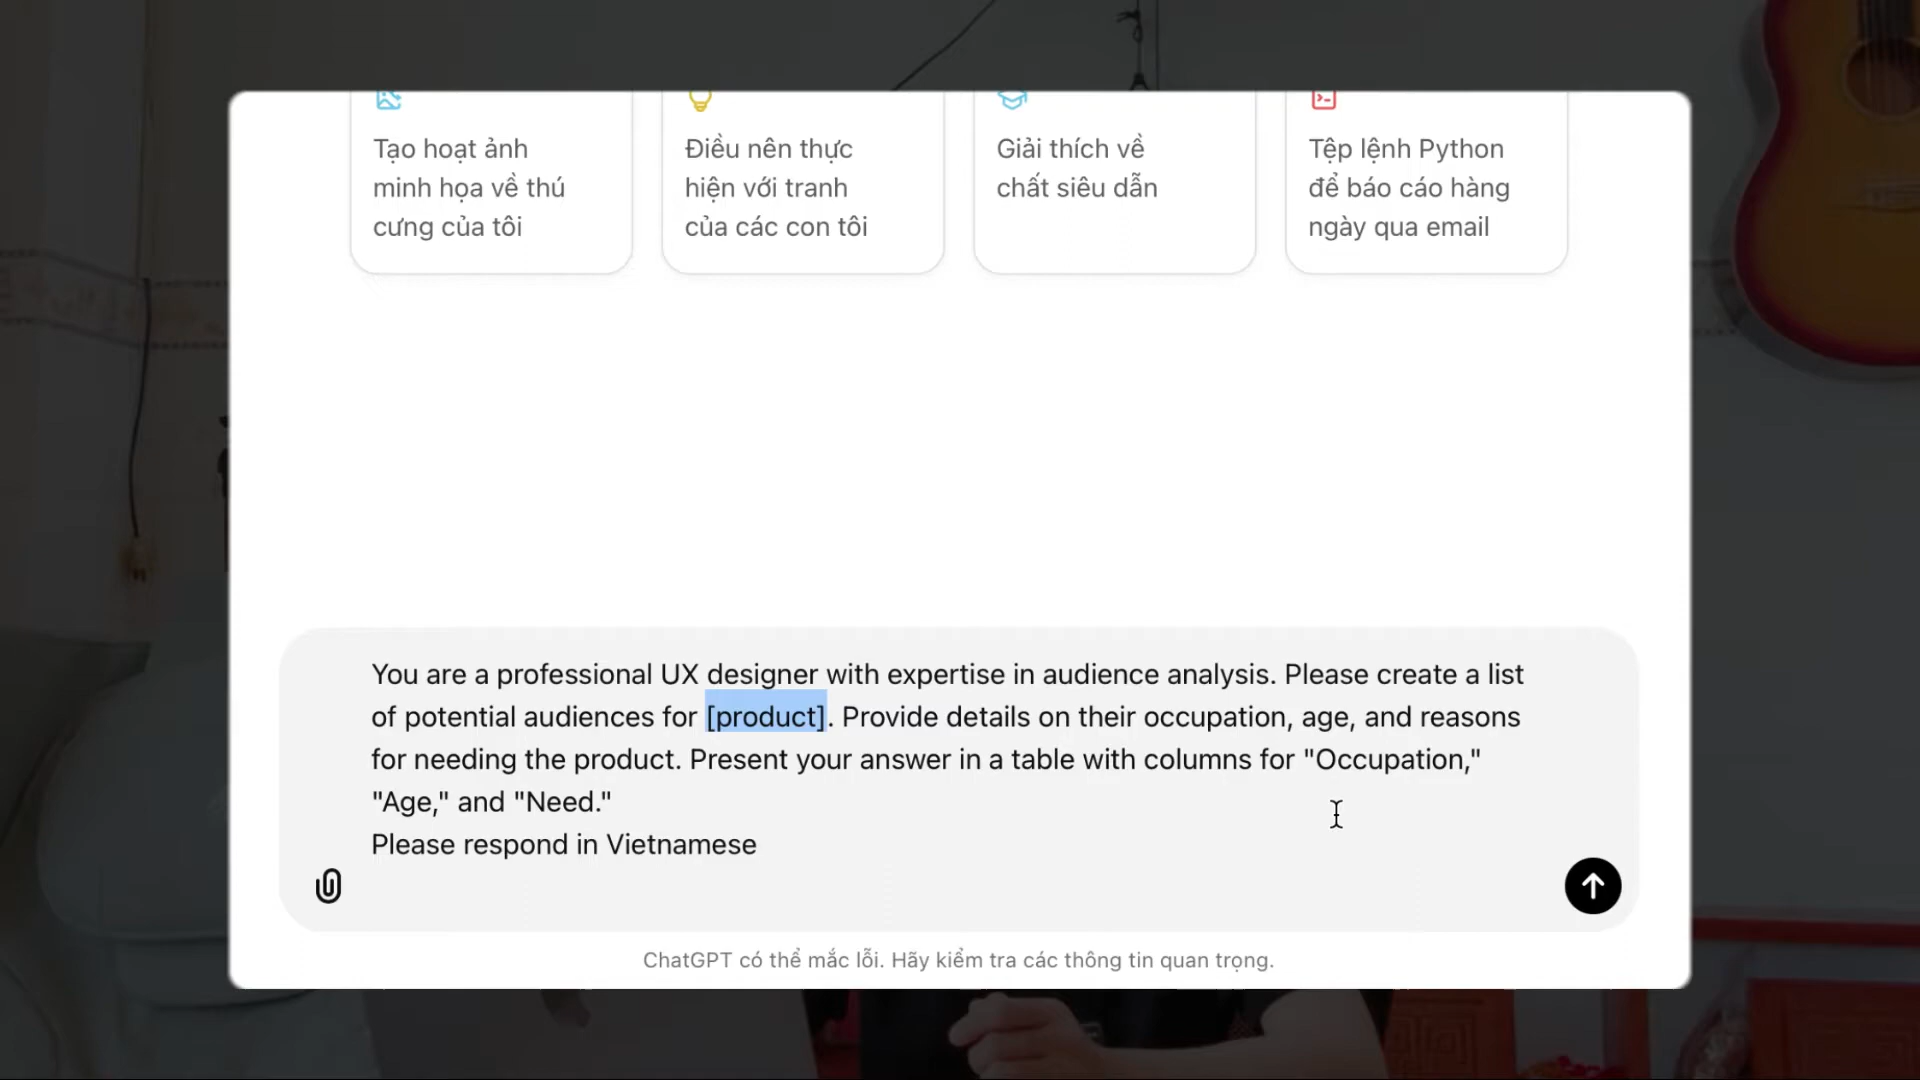 Tạo hoạt ảnh
minh họa về thú
cưng của tôi
Điều nên thực
hiện với tranh
của các con tôi
Giải thích về
chất siêu dẫn
Tệp lệnh Python
để báo cáo hàng
ngày qua email
You are a professional UX designer with expertise in audience analysis. Please create a list
of potential audiences for [product]. Provide details on their occupation, age, and reasons
for needing the product. Present your answer in a table with columns for "Occupation,"
"Age," and "Need."
Please respond in Vietnamese
ChatGPT có thể mắc lỗi. Hãy kiểm tra các thông tin quan trọng.